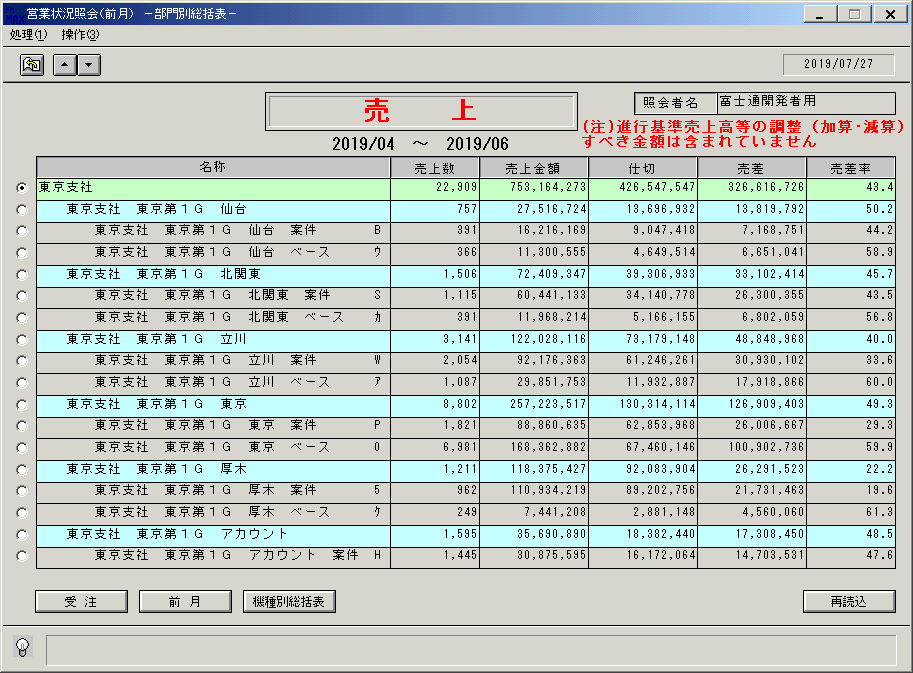 営業状況照会(前月) －部門別総括表－
処理(1) 操作(3)
2019/07/27
売 上
照会者名 富士通開発者用
2019/04 ～ 2019/06
(注)進行基準売上高等の調整(加算･減算)
すべき金額は含まれていません
名称 売上数 売上金額 仕切 売差 売差率
東京支社 22,909 753,164,273 426,547,547 326,616,726 43.4
東京支社 東京第１Ｇ 仙台 757 27,516,724 13,696,932 13,819,792 50.2
東京支社 東京第１Ｇ 仙台 案件 B 391 16,216,169 9,047,418 7,168,751 44.2
東京支社 東京第１Ｇ 仙台 ベース ｳ 366 11,300,555 4,649,514 6,651,041 58.9
東京支社 東京第１Ｇ 北関東 1,506 72,409,347 39,306,933 33,102,414 45.7
東京支社 東京第１Ｇ 北関東 案件 S 1,115 60,441,133 34,140,778 26,300,355 43.5
東京支社 東京第１Ｇ 北関東 ベース ｶ 391 11,968,214 5,166,155 6,802,059 56.8
東京支社 東京第１Ｇ 立川 3,141 122,028,116 73,179,148 48,848,968 40.0
東京支社 東京第１Ｇ 立川 案件 W 2,054 92,176,363 61,246,261 30,930,102 33.6
東京支社 東京第１Ｇ 立川 ベース ｱ 1,087 29,851,753 11,932,887 17,918,866 60.0
東京支社 東京第１Ｇ 東京 8,802 257,223,517 130,314,114 126,909,403 49.3
東京支社 東京第１Ｇ 東京 案件 P 1,821 88,860,635 62,853,968 26,006,667 29.3
東京支社 東京第１Ｇ 東京 ベース O 6,981 168,362,882 67,460,146 100,902,736 59.9
東京支社 東京第１Ｇ 厚木 1,211 118,375,427 92,083,904 26,291,523 22.2
東京支社 東京第１Ｇ 厚木 案件 5 962 110,934,219 89,202,756 21,731,463 19.6
東京支社 東京第１Ｇ 厚木 ベース ｹ 249 7,441,208 2,881,148 4,560,060 61.3
東京支社 東京第１Ｇ アカウント 1,595 35,690,890 18,382,440 17,308,450 48.5
東京支社 東京第１Ｇ アカウント 案件 H 1,445 30,875,595 16,172,064 14,703,531 47.6
受 注 前 月 機種別総括表 再読込